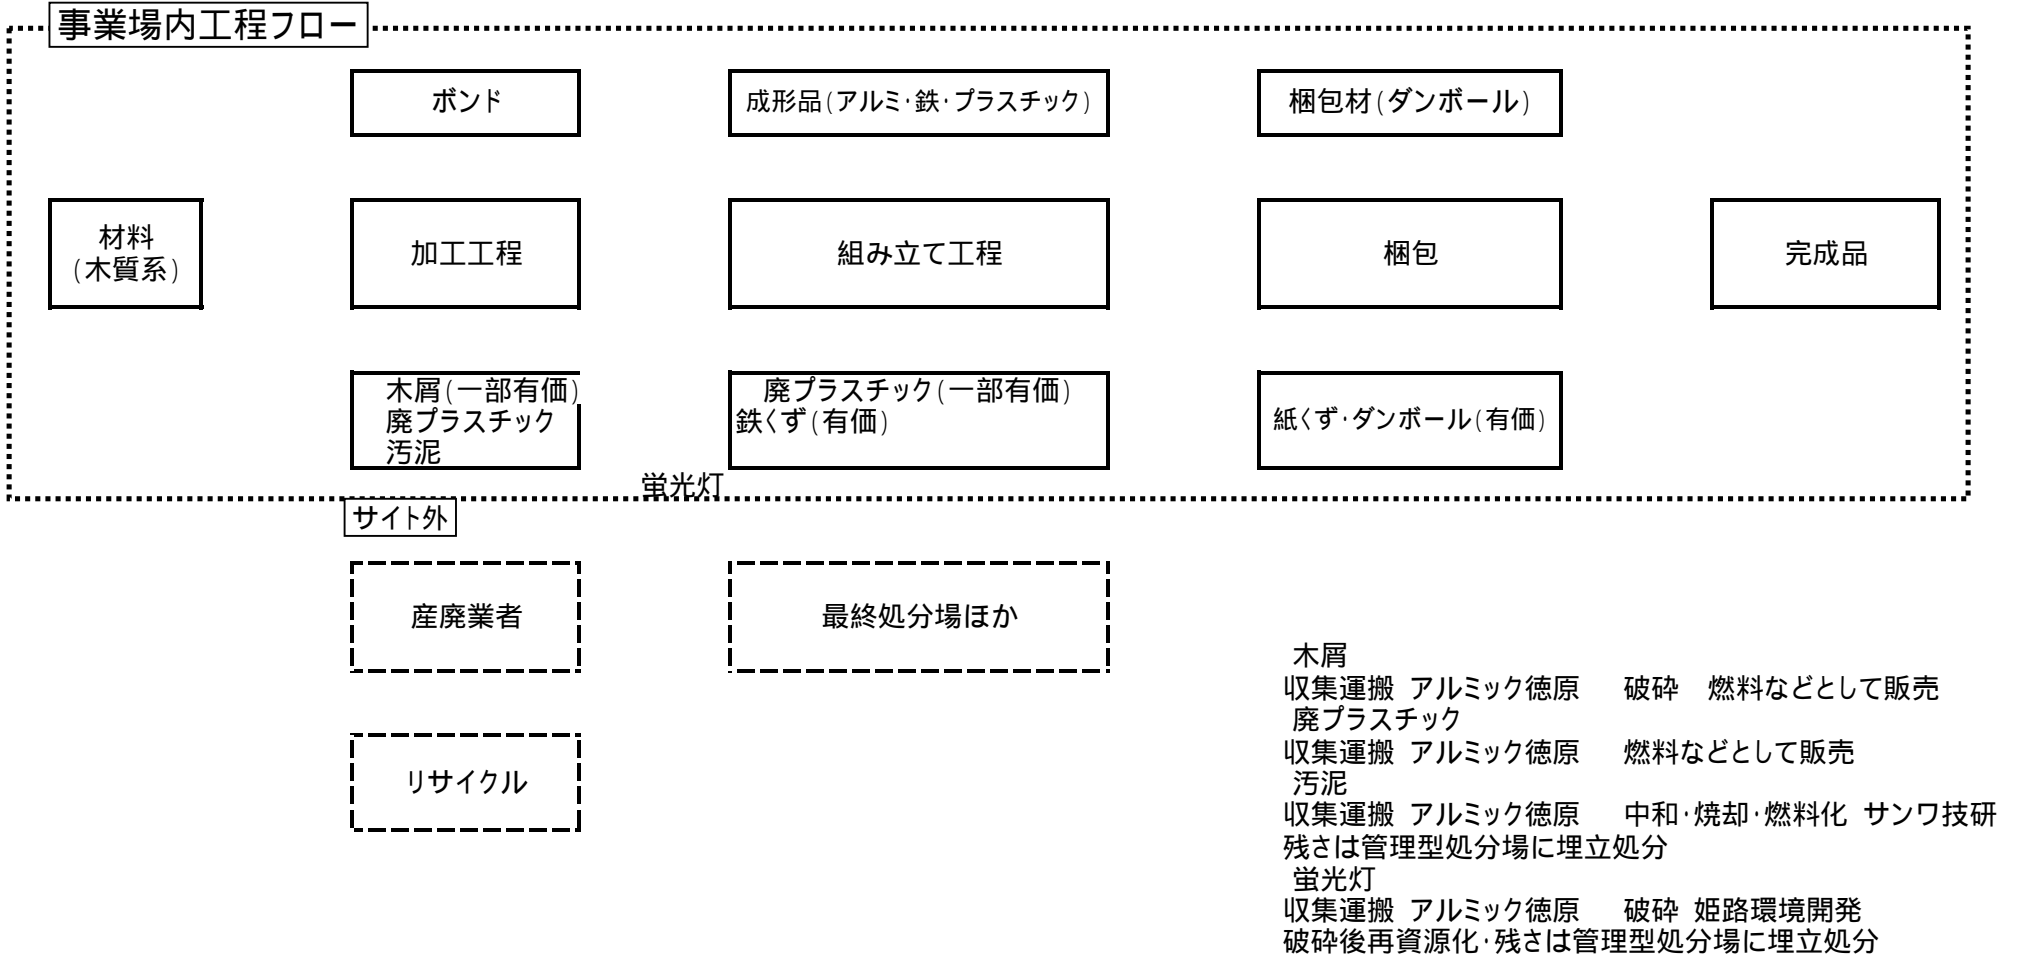 事業場内工程フロー
ボンド
成形品(アルミ･鉄･プラスチック)
梱包材(ダンボール)
材料
(木質系)
加工工程
組み立て工程
梱包
完成品
木屑(一部有価)
廃プラスチック
汚泥
廃プラスチック(一部有価)
鉄くず(有価)
紙くず･ダンボール(有価)
蛍光灯
サイト外
産廃業者
最終処分場ほか
リサイクル
木屑
収集運搬 アルミック徳原 破砕 燃料などとして販売
廃プラスチック
収集運搬 アルミック徳原 燃料などとして販売
汚泥
収集運搬 アルミック徳原 中和･焼却･燃料化 サンワ技研
残さは管理型処分場に埋立処分
蛍光灯
収集運搬 アルミック徳原 破砕 姫路環境開発
破砕後再資源化･残さは管理型処分場に埋立処分